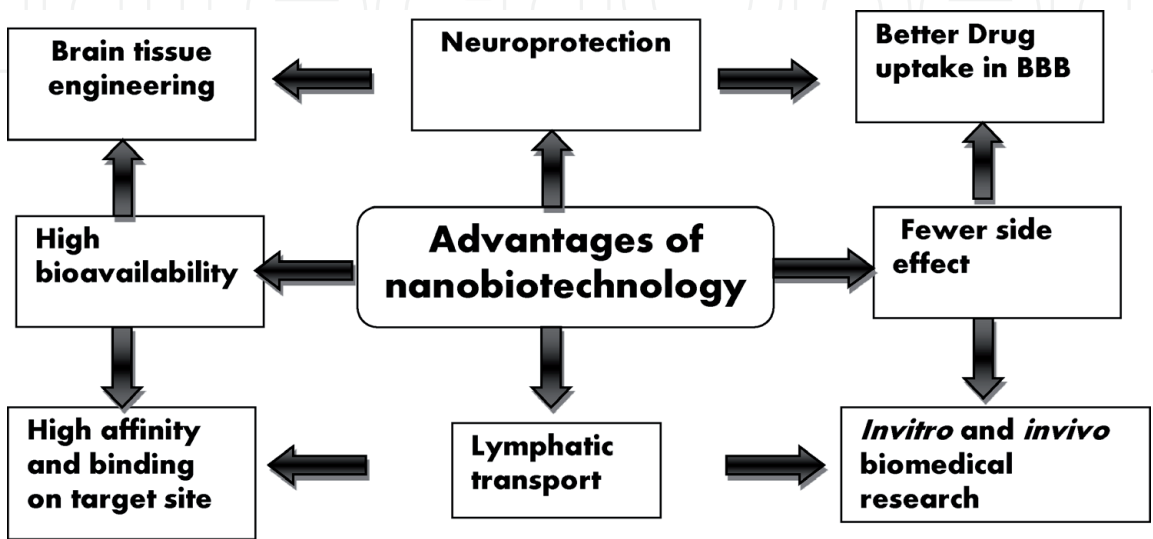 Brain tissue
engineering
Neuroprotection
Better Drug
uptake in BBB
High
bioavailability
Advantages of
nanobiotechnology
Fewer side
effect
High affinity
and binding
on target site
Lymphatic
transport
Invitro and invivo
biomedical
research